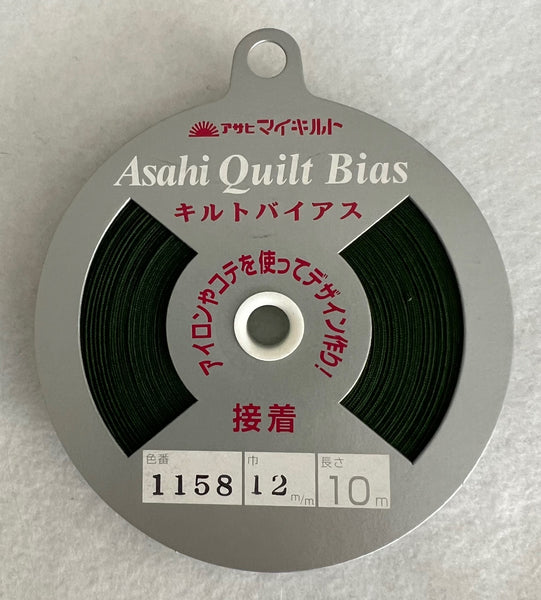 アサヒマイキルト
Asahi Quilt Bias
キルトバイアス
アイロンやコテを使ってデザイン作り!
接着
色番 巾 長さ
1158 12 m/m 10m